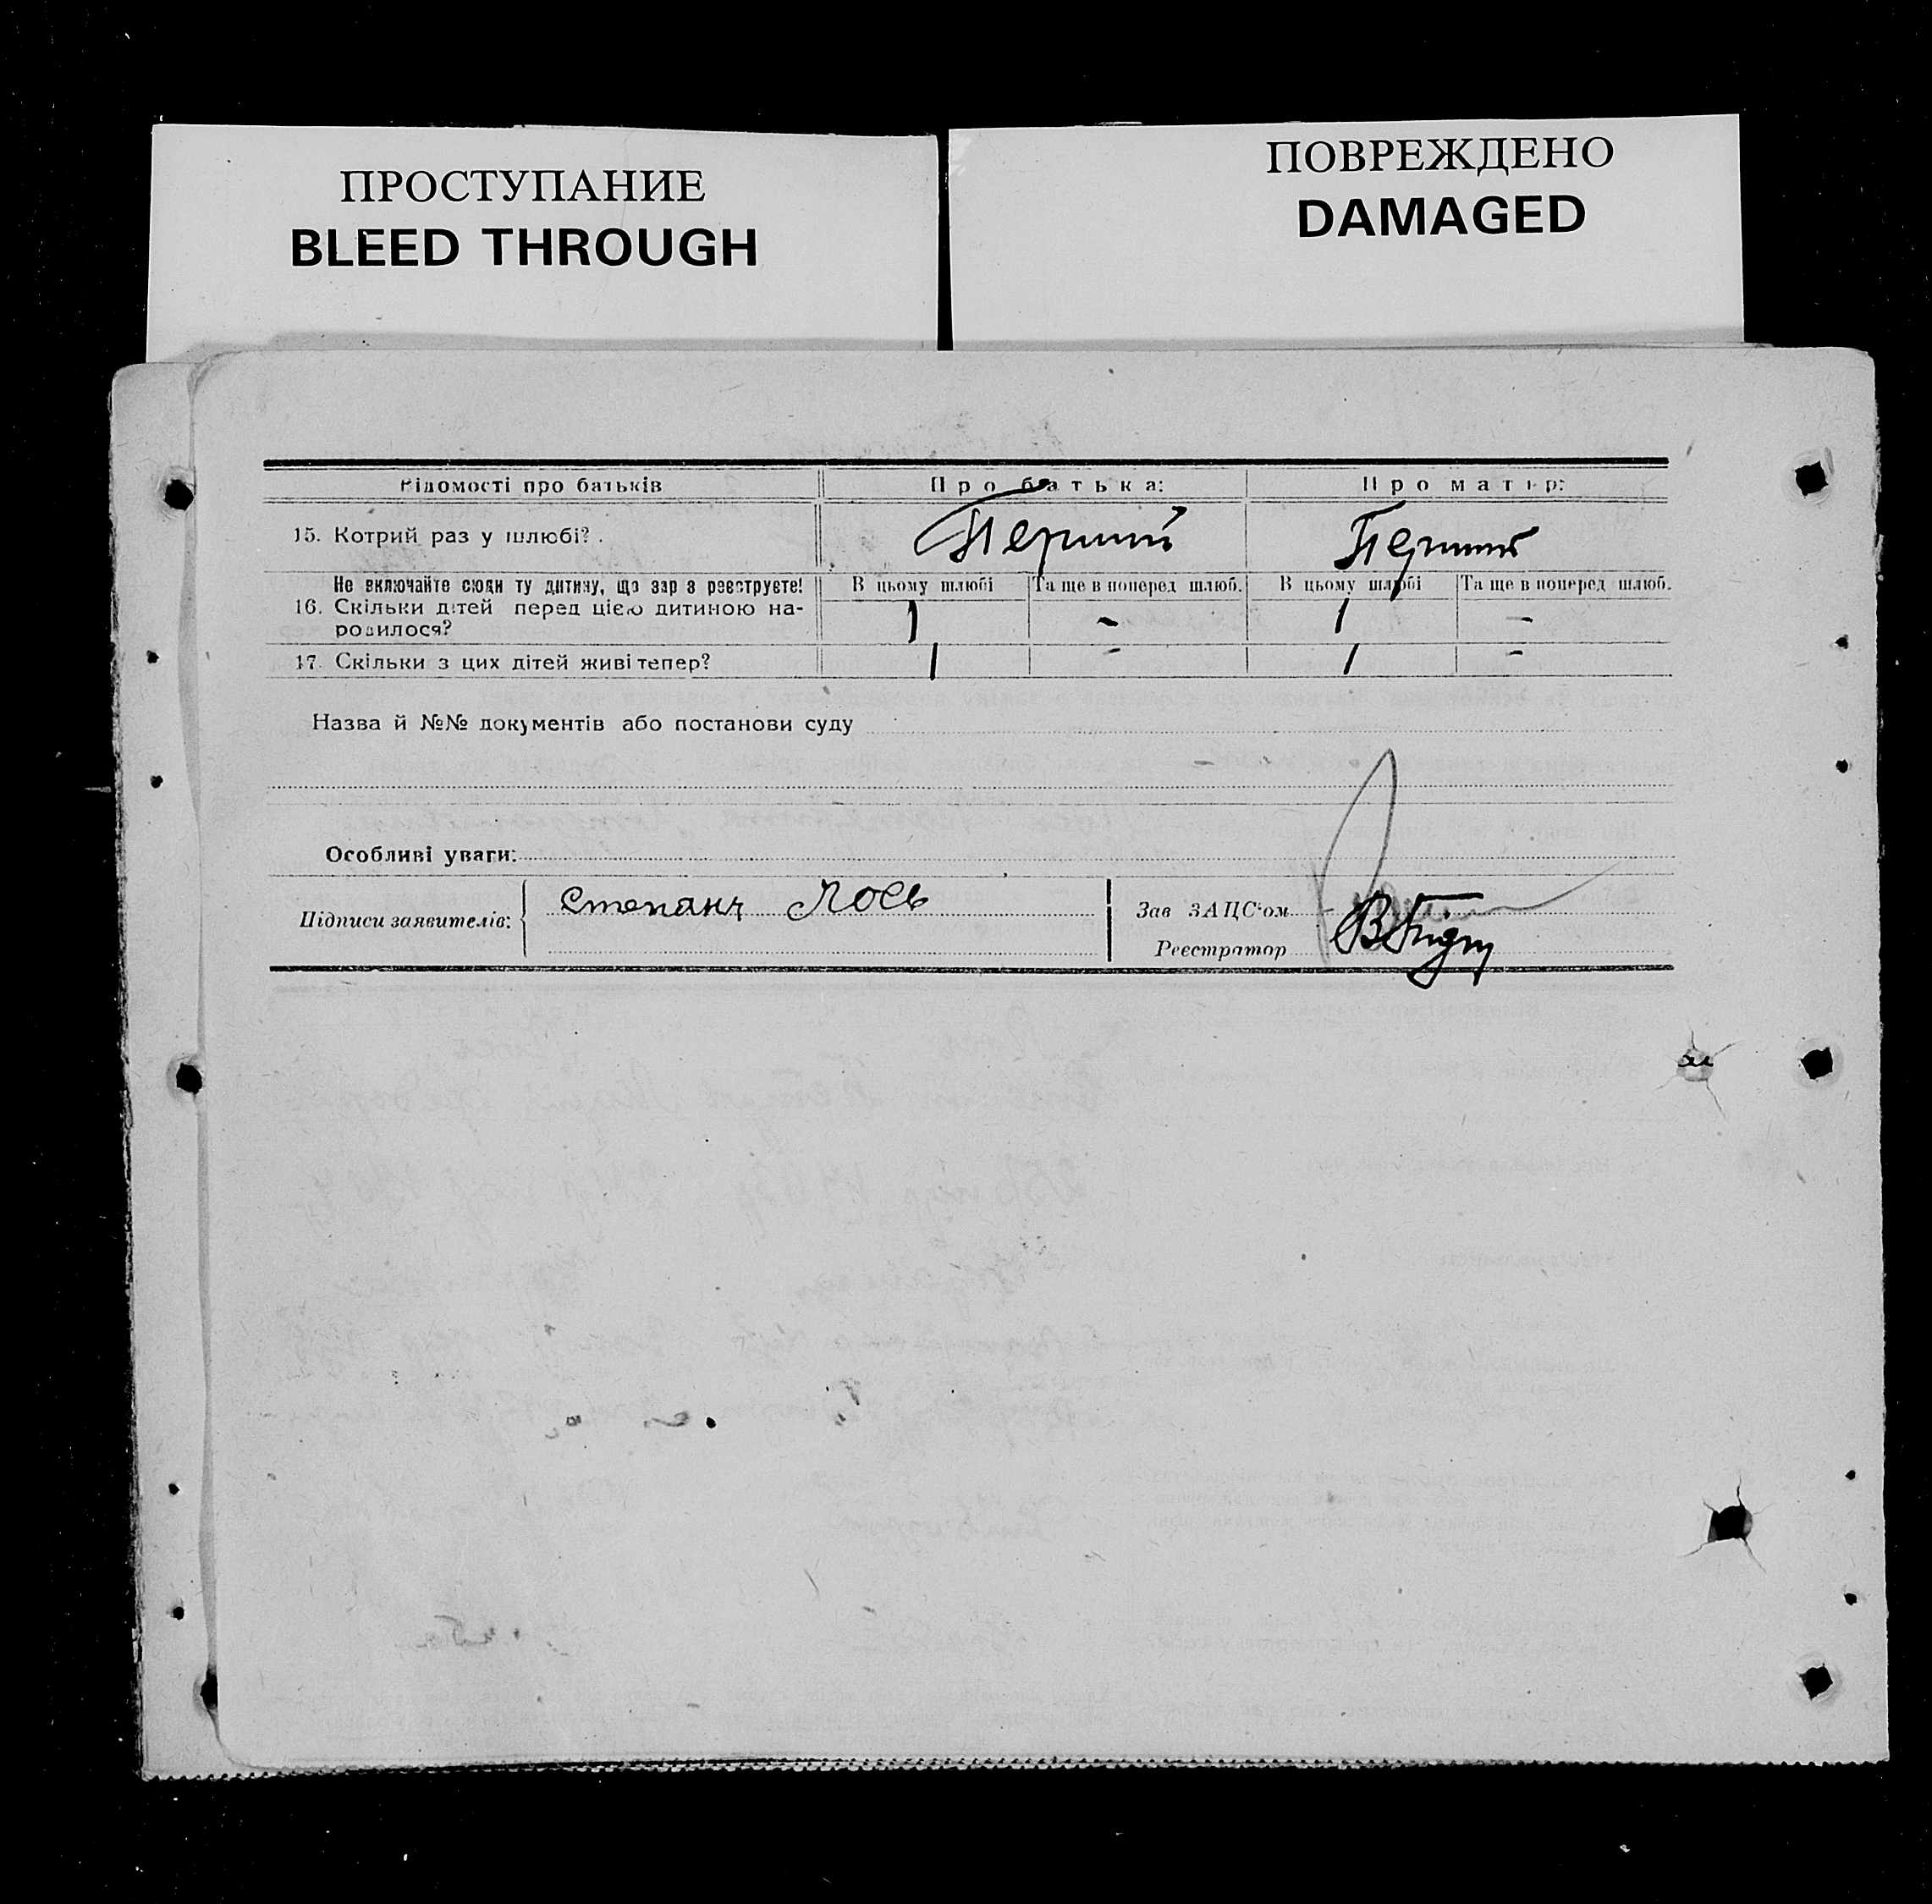 ПРОСТУПАНИЕ
BLEED THROUGH
ПОВРЕЖДЕНО
DAMAGED
Відомості про батьків Про батька: Про матір:
15. Котрий раз у шлюбі? . Перший Перший
Не включайте сюди ту дитину, що зараз реєструєте! В цьому шлюбі Та ще в поперед шлюб. В цьому шлюбі Та ще в поперед шлюб.
16. Скільки дітей перед цією дитиною на-
родилося? 1 - 1 -
17. Скільки з цих дітей живі тепер? 1 - 1 -
Назва й №№ документів або постанови суду
Особливі уваги:
Підписи заявителів: Степанъ Лось
Зав ЗАЦС'ом
Реєстратор